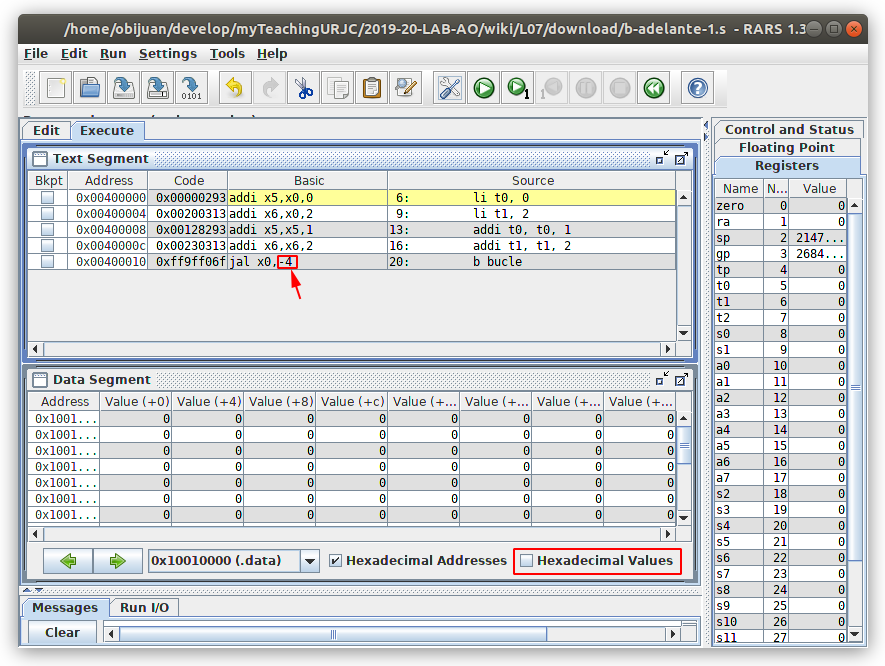 /home/obijuan/develop/myTeachingURJC/2019-20-LAB-AO/wiki/L07/download/b-adelante-1.s - RARS 1.3
File Edit Run Settings Tools Help
Edit Execute
Text Segment
Bkpt Address Code Basic Source
0x00400000 0x00000293 addi x5,x0,0 6: li t0, 0
0x00400004 0x00200313 addi x6,x0,2 9: li t1, 2
0x00400008 0x00128293 addi x5,x5,1 13: addi t0, t0, 1
0x0040000c 0x00230313 addi x6,x6,2 16: addi t1, t1, 2
0x00400010 0xff9ff06f jal x0,-4 20: b bucle
Data Segment
Address Value (+0) Value (+4) Value (+8) Value (+c) Value (+... Value (+... Value (+... Value (+...
0x1001... 0 0 0 0 0 0 0 0
0x1001... 0 0 0 0 0 0 0 0
0x1001... 0 0 0 0 0 0 0 0
0x1001... 0 0 0 0 0 0 0 0
0x1001... 0 0 0 0 0 0 0 0
0x1001... 0 0 0 0 0 0 0 0
0x1001... 0 0 0 0 0 0 0 0
0x10010000 (.data) Hexadecimal Addresses Hexadecimal Values
Messages Run I/O
Clear
Control and Status
Floating Point
Registers
Name N... Value
zero 0 0
ra 1 0
sp 2 2147...
gp 3 2684...
tp 4 0
t0 5 0
t1 6 0
t2 7 0
s0 8 0
s1 9 0
a0 10 0
a1 11 0
a2 12 0
a3 13 0
a4 14 0
a5 15 0
a6 16 0
a7 17 0
s2 18 0
s3 19 0
s4 20 0
s5 21 0
s6 22 0
s7 23 0
s8 24 0
s9 25 0
s10 26 0
s11 27 0